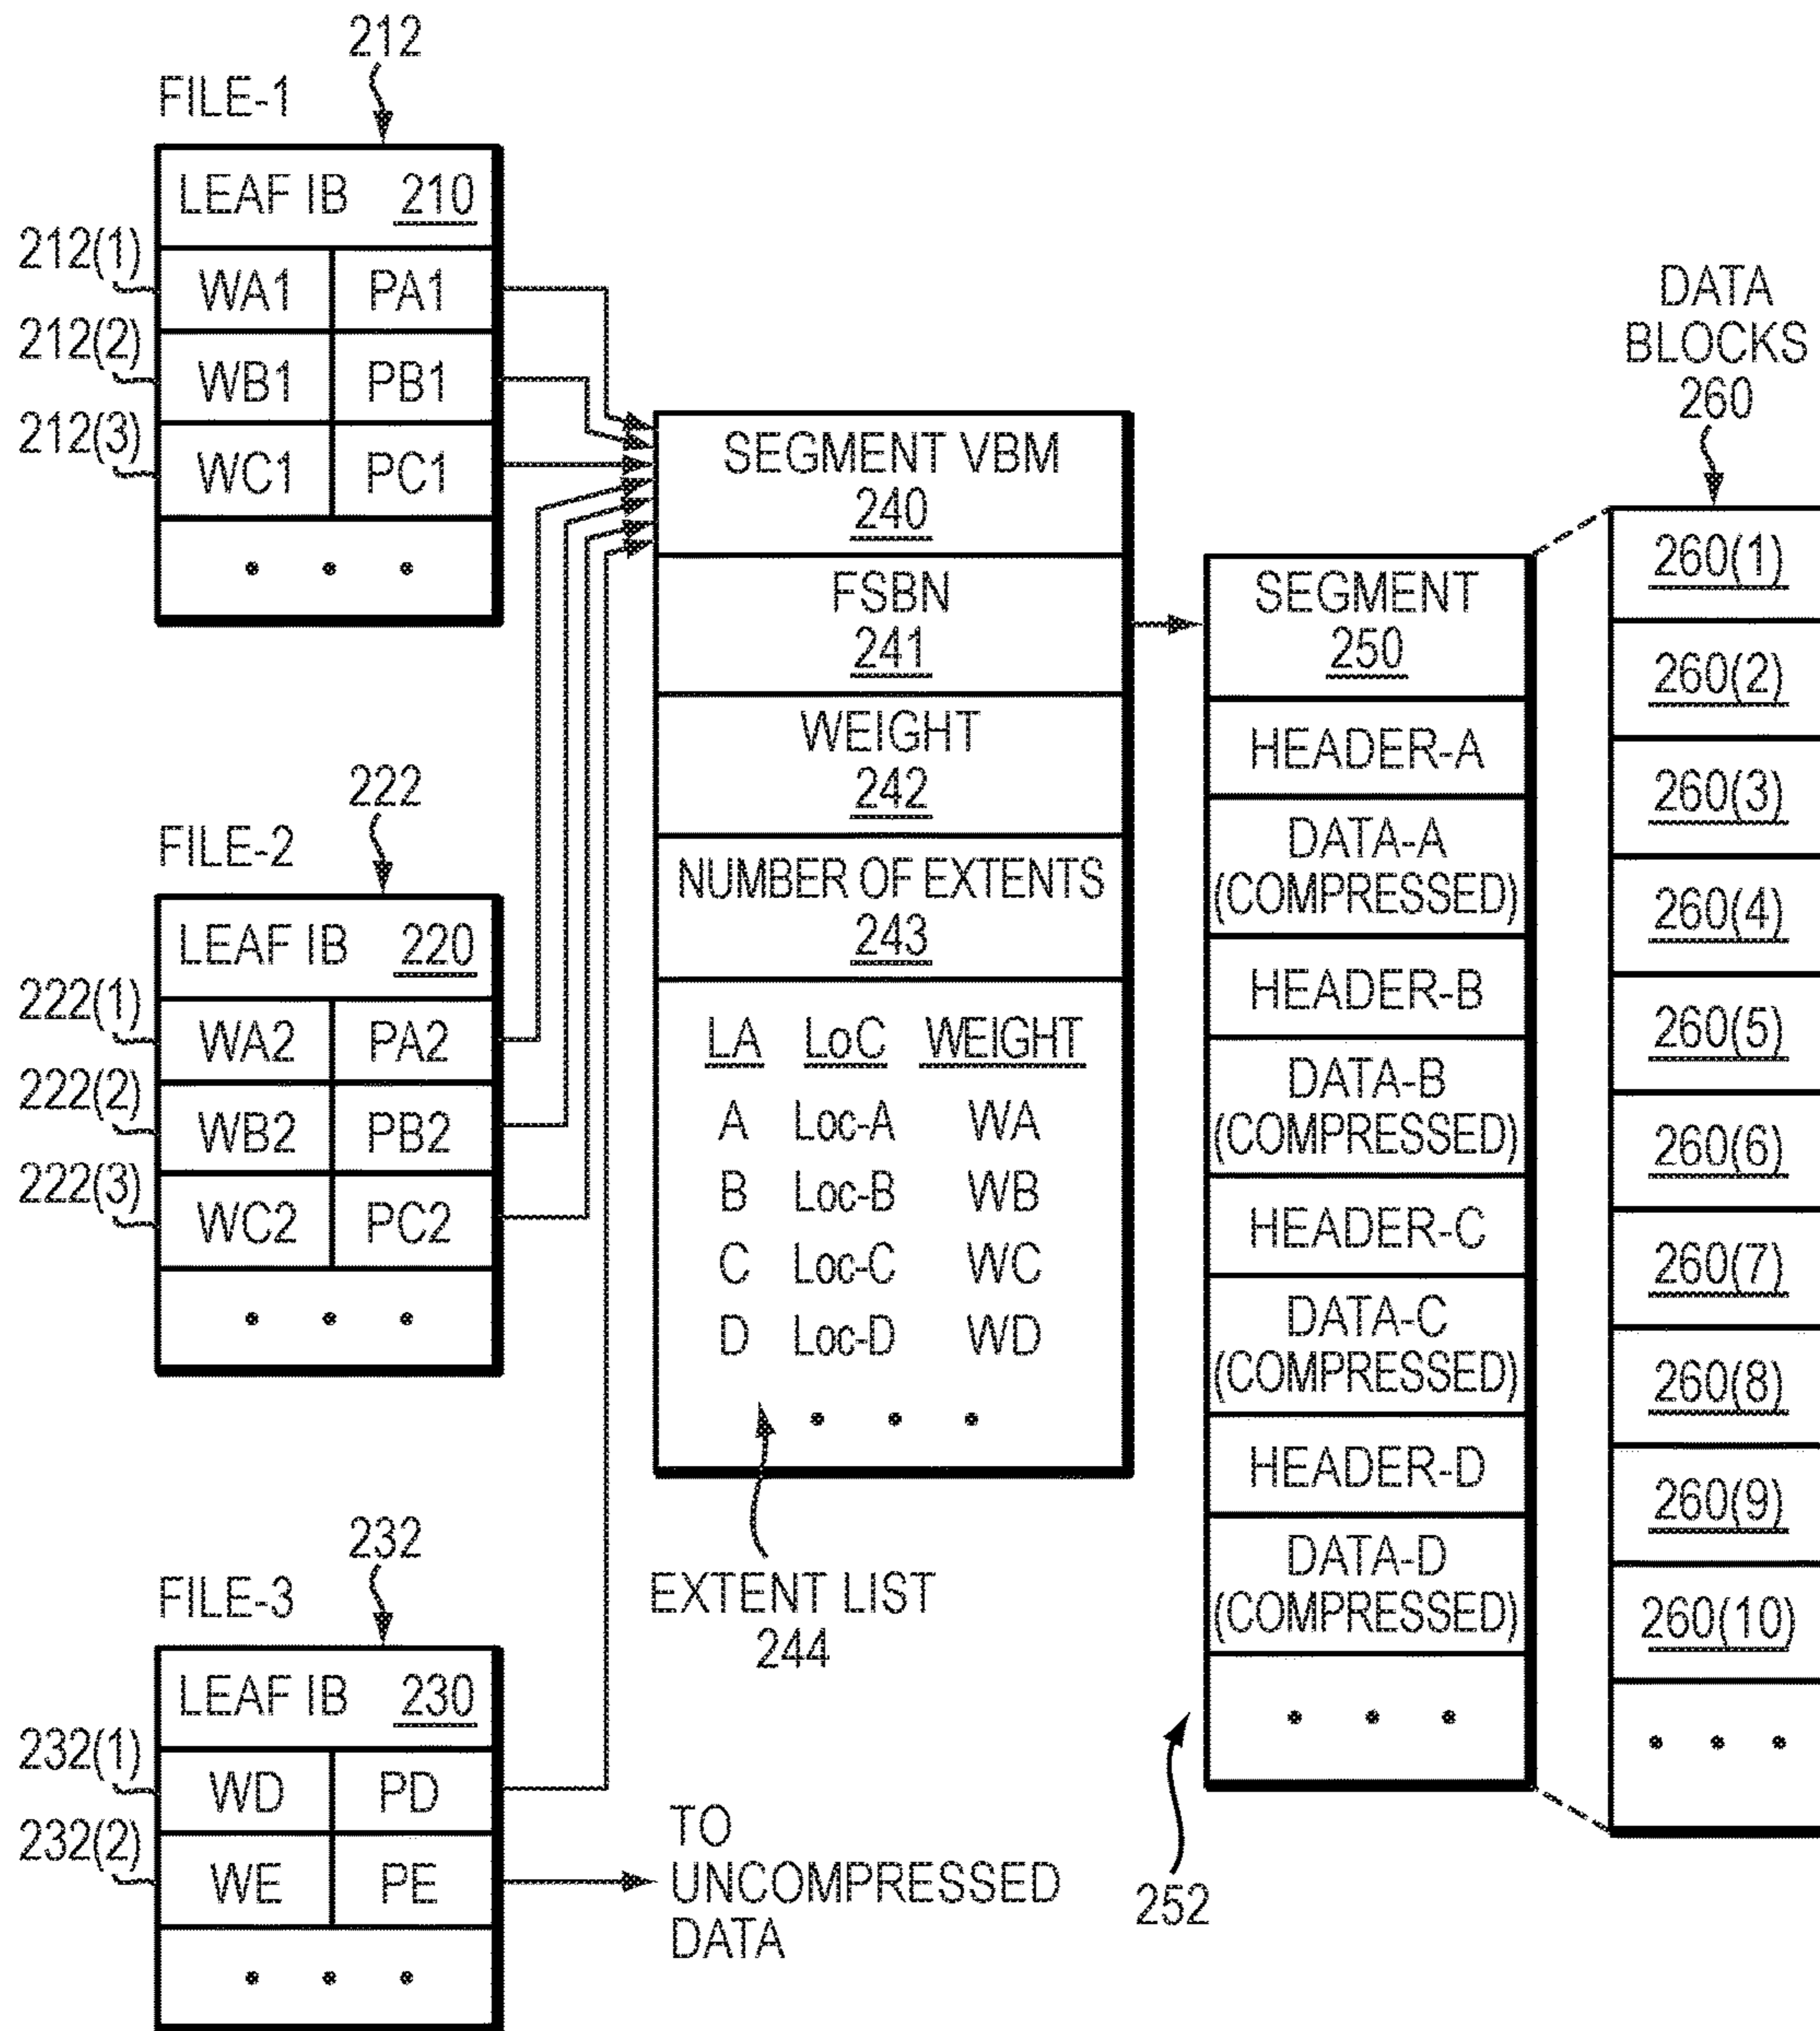 212
FILE-1
LEAF IB 210
212(1) WA1 PA1
212(2) WB1 PB1
212(3) WC1 PC1
• • •
222
FILE-2
LEAF IB 220
222(1) WA2 PA2
222(2) WB2 PB2
222(3) WC2 PC2
• • •
232
FILE-3
LEAF IB 230
232(1) WD PD
232(2) WE PE
• • •
TO
UNCOMPRESSED
DATA
SEGMENT VBM
240
FSBN
241
WEIGHT
242
NUMBER OF EXTENTS
243
LA LoC WEIGHT
A Loc-A WA
B Loc-B WB
C Loc-C WC
D Loc-D WD
• • •
EXTENT LIST
244
SEGMENT
250
HEADER-A
DATA-A
(COMPRESSED)
HEADER-B
DATA-B
(COMPRESSED)
HEADER-C
DATA-C
(COMPRESSED)
HEADER-D
DATA-D
(COMPRESSED)
• • •
252
DATA
BLOCKS
260
260(1)
260(2)
260(3)
260(4)
260(5)
260(6)
260(7)
260(8)
260(9)
260(10)
• • •